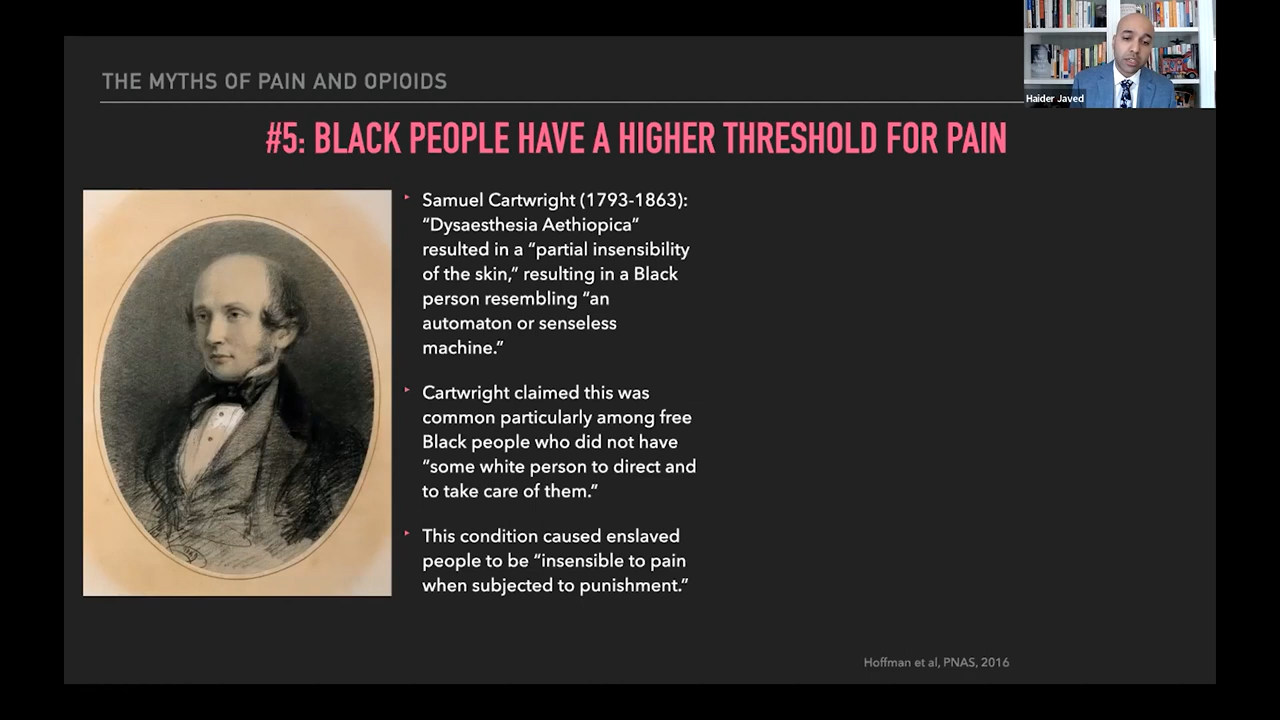 THE MYTHS OF PAIN AND OPIOIDS
Haider Javed
#5: BLACK PEOPLE HAVE A HIGHER THRESHOLD FOR PAIN
Samuel Cartwright (1793-1863):
“Dysaesthesia Aethiopica”
resulted in a “partial insensibility
of the skin,” resulting in a Black
person resembling “an
automaton or senseless
machine.”
Cartwright claimed this was
common particularly among free
Black people who did not have
“some white person to direct and
to take care of them.”
This condition caused enslaved
people to be “insensible to pain
when subjected to punishment.”
Hoffman et al, PNAS, 2016